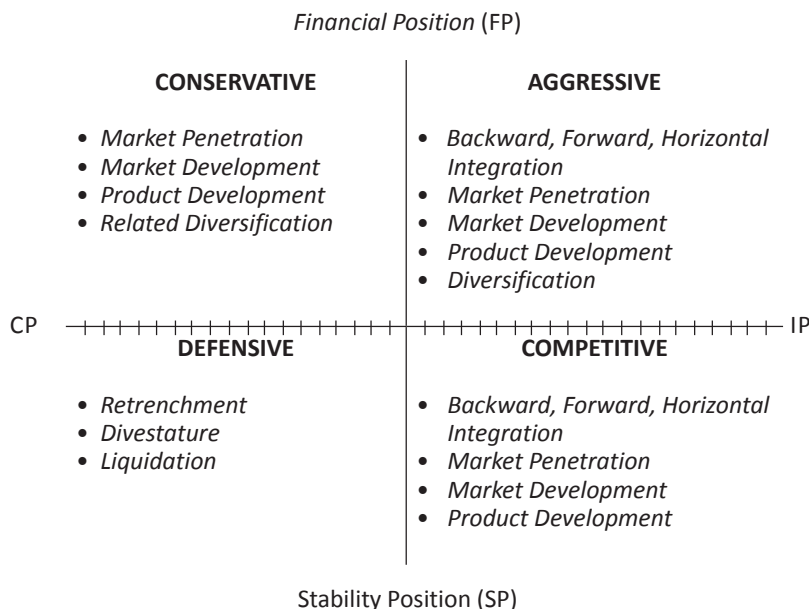 Financial Position (FP)
CONSERVATIVE
• Market Penetration
• Market Development
• Product Development
• Related Diversification
AGGRESSIVE
• Backward, Forward, Horizontal
Integration
• Market Penetration
• Market Development
• Product Development
• Diversification
CP
IP
DEFENSIVE
• Retrenchment
• Divestature
• Liquidation
COMPETITIVE
• Backward, Forward, Horizontal
Integration
• Market Penetration
• Market Development
• Product Development
Stability Position (SP)